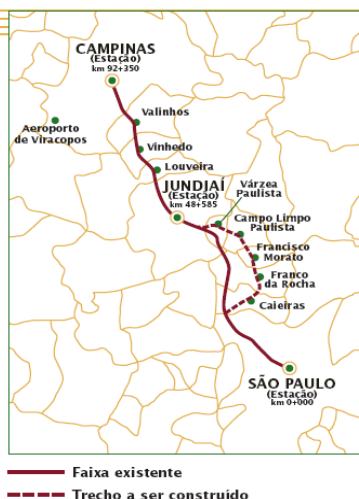 CAMPINAS
(Estação)
km 92+350
Valinhos
Aeroporto
de Viracopos
Vinhedo
Louveira
JUNDIAÍ
(Estação)
km 48+585
Várzea
Paulista
Campo Limpo
Paulista
Francisco
Morato
Franco
da Rocha
Caieiras
SÃO PAULO
(Estação)
km 0+000
Faixa existente
Trecho a ser construído